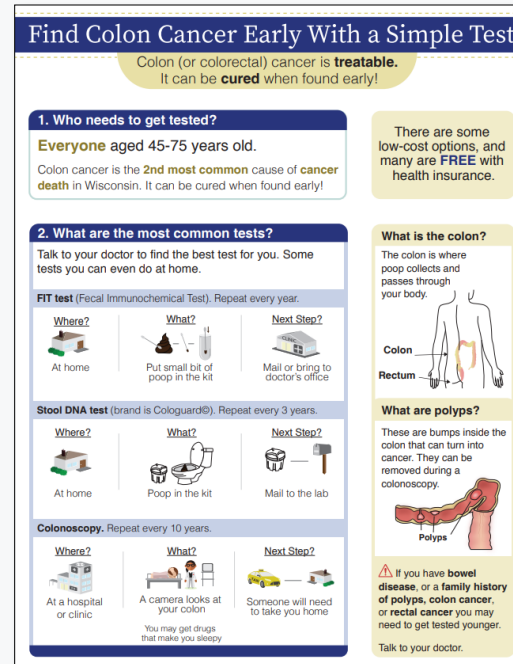 Find Colon Cancer Early With a Simple Test
Colon (or colorectal) cancer is treatable.
It can be cured when found early!
1. Who needs to get tested?
Everyone aged 45-75 years old.
Colon cancer is the 2nd most common cause of cancer
death in Wisconsin. It can be cured when found early!
There are some
low-cost options, and
many are FREE with
health insurance.
2. What are the most common tests?
Talk to your doctor to find the best test for you. Some
tests you can even do at home.
FIT test (Fecal Immunochemical Test). Repeat every year.
Where?
What?
Next Step?
CLINIC
At home
Put small bit of
poop in the kit
Mail or bring to
doctor's office
Stool DNA test (brand is Cologuard©). Repeat every 3 years.
Where?
What?
Next Step?
At home
Poop in the kit
Mail to the lab
Colonoscopy. Repeat every 10 years.
Where?
What?
Next Step?
At a hospital
or clinic
A camera looks at
your colon
You may get drugs
that make you sleepy
Someone will need
to take you home
What is the colon?
The colon is where
poop collects and
passes through
your body.
Colon
Rectum
What are polyps?
These are bumps inside the
colon that can turn into
cancer. They can be
removed during a
colonoscopy.
Polyps
If you have bowel
disease, or a family history
of polyps, colon cancer,
or rectal cancer you may
need to get tested younger.
Talk to your doctor.